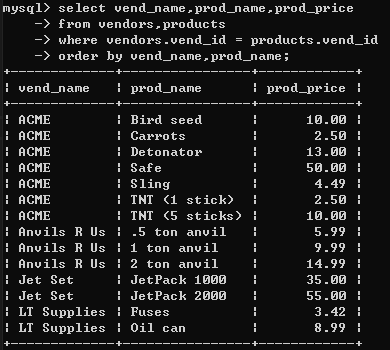 mysql> select vend_name,prod_name,prod_price
    -> from vendors,products
    -> where vendors.vend_id = products.vend_id
    -> order by vend_name,prod_name;
+-------------+----------------+------------+
| vend_name   | prod_name      | prod_price |
+-------------+----------------+------------+
| ACME        | Bird seed      |      10.00 |
| ACME        | Carrots        |       2.50 |
| ACME        | Detonator      |      13.00 |
| ACME        | Safe           |      50.00 |
| ACME        | Sling          |       4.49 |
| ACME        | TNT (1 stick)  |       2.50 |
| ACME        | TNT (5 sticks) |      10.00 |
| Anvils R Us | .5 ton anvil   |       5.99 |
| Anvils R Us | 1 ton anvil    |       9.99 |
| Anvils R Us | 2 ton anvil    |      14.99 |
| Jet Set     | JetPack 1000   |      35.00 |
| Jet Set     | JetPack 2000   |      55.00 |
| LT Supplies | Fuses          |       3.42 |
| LT Supplies | Oil can        |       8.99 |
+-------------+----------------+------------+